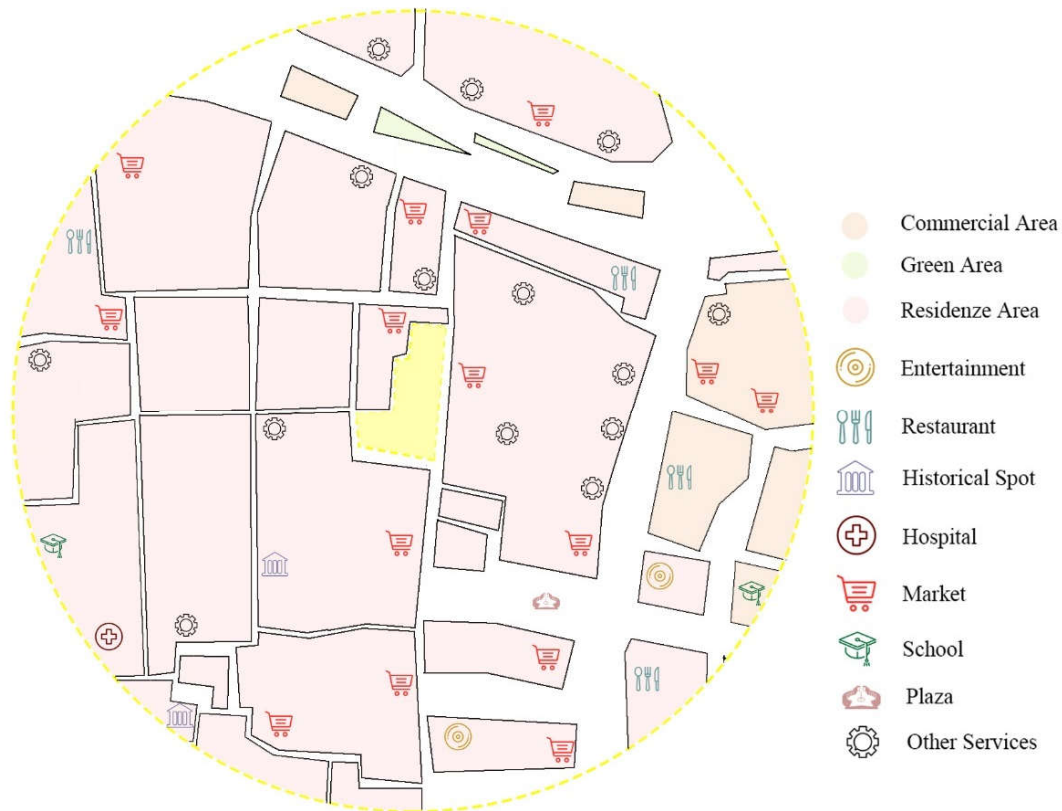 Commercial Area
Green Area
Residenze Area
Entertainment
Restaurant
Historical Spot
Hospital
Market
School
Plaza
Other Services